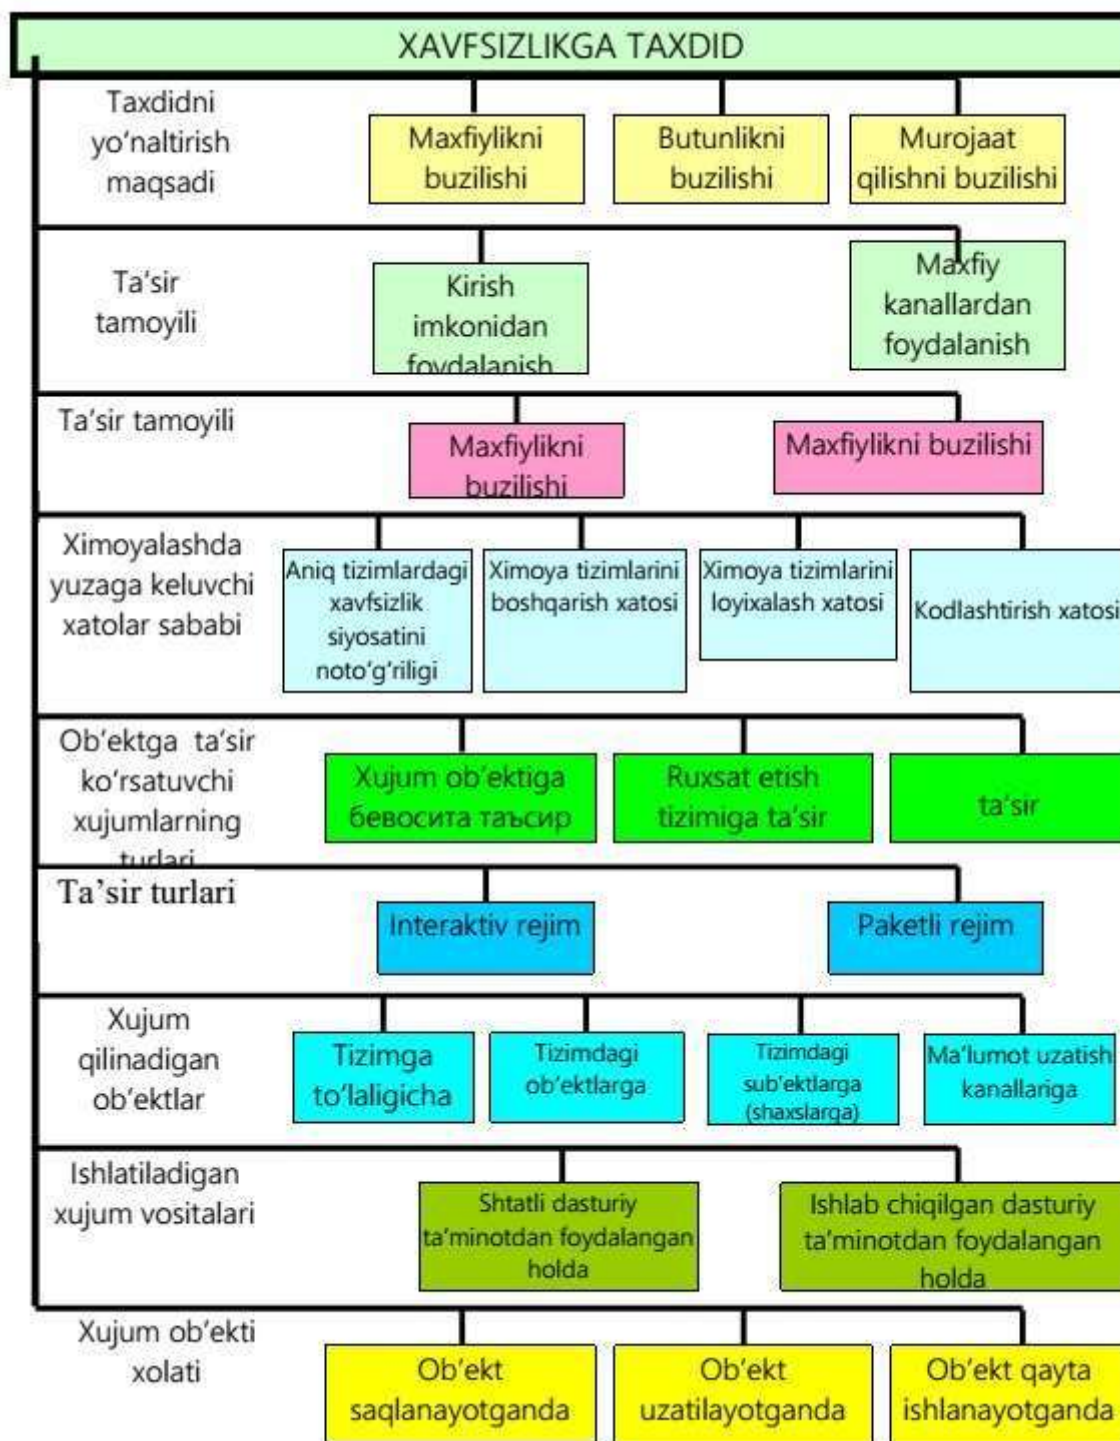 XAVFSIZLIKGA TAXDID
Taxdidni
yo‘naltirish
maqsadi
Maxfiylikni
buzilishi
Butunlikni
buzilishi
Murojaat
qilishni buzilishi
Ta’sir
tamoyili
Kirish
imkonidan
foydalanish
Maxfiy
kanallardan
foydalanish
Ta’sir tamoyili
Maxfiylikni
buzilishi
Maxfiylikni buzilishi
Ximoyalashda
yuzaga keluvchi
xatolar sababi
Aniq tizimlardagi
xavfsizlik
siyosatini
noto‘g‘riligi
Ximoya tizimlarini
boshqarish xatosi
Ximoya tizimlarini
loyixalash xatosi
Kodlashtirish xatosi
Ob’ektga ta’sir
ko‘rsatuvchi
xujumlarning
turlari
Xujum ob’ektiga
бевосита таъсир
Ruxsat etish
tizimiga ta’sir
ta’sir
Ta’sir turlari
Interaktiv rejim
Paketli rejim
Xujum
qilinadigan
ob’ektlar
Tizimga
to‘laligicha
Tizimdagi
ob’ektlarga
Tizimdagi
sub’ektlarga
(shaxslarga)
Ma’lumot uzatish
kanallariga
Ishlatiladigan
xujum vositalari
Shtatli dasturiy
ta’minotdan foydalangan
holda
Ishlab chiqilgan dasturiy
ta’minotdan foydalangan
holda
Xujum ob’ekti
xolati
Ob’ekt
saqlanayotganda
Ob’ekt
uzatilayotganda
Ob’ekt qayta
ishlanayotganda